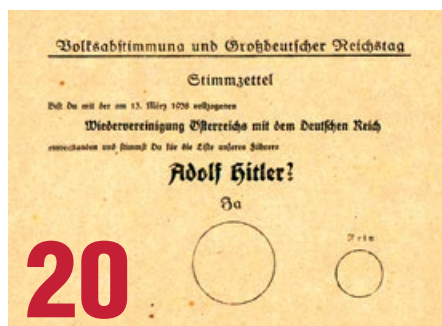 Volksabstimmung und Großdeutscher Reichstag
Stimmzettel
Bist Du mit der am 13. März 1938 vollzogenen
Wiedervereinigung Österreichs mit dem Deutschen Reich
einverstanden und stimmst Du für die Liste unseres Führers
Adolf Hitler?
Ja
Nein
20